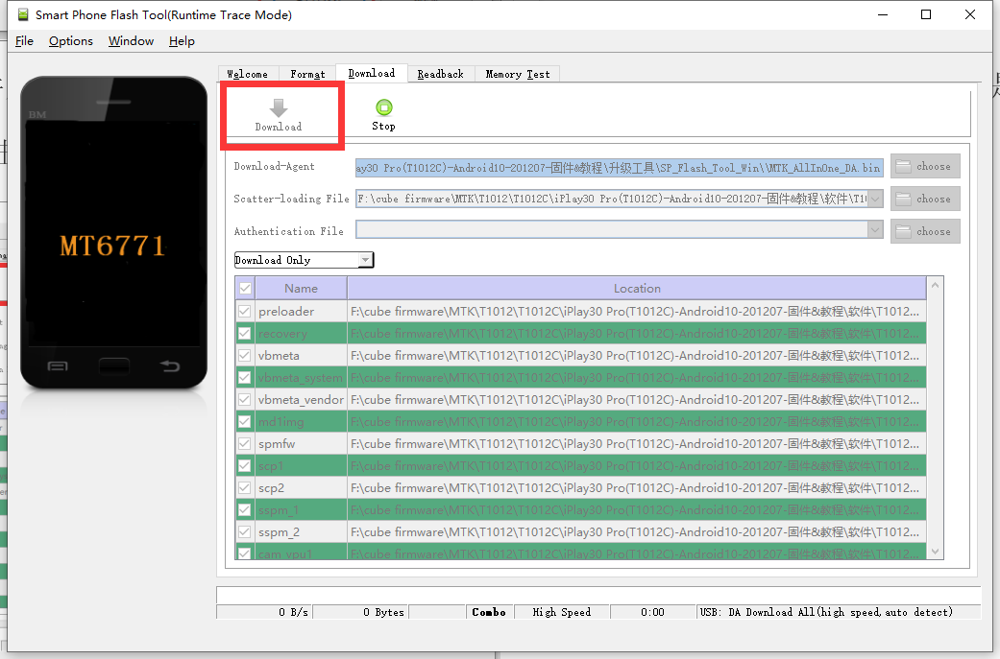 Smart Phone Flash Tool(Runtime Trace Mode)
File Options Window Help
Welcome Format Download Readback Memory Test
Download Stop
BM
Download-Agent ay30 Pro(T1012C)-Android10-201207-固件&教程\升级工具\SP_Flash_Tool_Win\\MTK_AllInOne_DA.bin choose
Scatter-loading File F:\cube firmware\MTK\T1012\T1012C\iPlay30 Pro(T1012C)-Android10-201207-固件&教程\软件\T1 choose
Authentication File choose
MT6771
Download Only
Name Location
preloader F:\cube firmware\MTK\T1012\T1012C\iPlay30 Pro(T1012C)-Android10-201207-固件&教程\软件\T1012...
recovery F:\cube firmware\MTK\T1012\T1012C\iPlay30 Pro(T1012C)-Android10-201207-固件&教程\软件\T1012...
vbmeta F:\cube firmware\MTK\T1012\T1012C\iPlay30 Pro(T1012C)-Android10-201207-固件&教程\软件\T1012...
vbmeta_system F:\cube firmware\MTK\T1012\T1012C\iPlay30 Pro(T1012C)-Android10-201207-固件&教程\软件\T1012...
vbmeta_vendor F:\cube firmware\MTK\T1012\T1012C\iPlay30 Pro(T1012C)-Android10-201207-固件&教程\软件\T1012...
md1img F:\cube firmware\MTK\T1012\T1012C\iPlay30 Pro(T1012C)-Android10-201207-固件&教程\软件\T1012...
spmfw F:\cube firmware\MTK\T1012\T1012C\iPlay30 Pro(T1012C)-Android10-201207-固件&教程\软件\T1012...
scp1 F:\cube firmware\MTK\T1012\T1012C\iPlay30 Pro(T1012C)-Android10-201207-固件&教程\软件\T1012...
scp2 F:\cube firmware\MTK\T1012\T1012C\iPlay30 Pro(T1012C)-Android10-201207-固件&教程\软件\T1012...
sspm_1 F:\cube firmware\MTK\T1012\T1012C\iPlay30 Pro(T1012C)-Android10-201207-固件&教程\软件\T1012...
sspm_2 F:\cube firmware\MTK\T1012\T1012C\iPlay30 Pro(T1012C)-Android10-201207-固件&教程\软件\T1012...
cam_vpu1 F:\cube firmware\MTK\T1012\T1012C\iPlay30 Pro(T1012C)-Android10-201207-固件&教程\软件\T1012...
0 B/s 0 Bytes Combo High Speed 0:00 USB: DA Download All(high speed,auto detect)